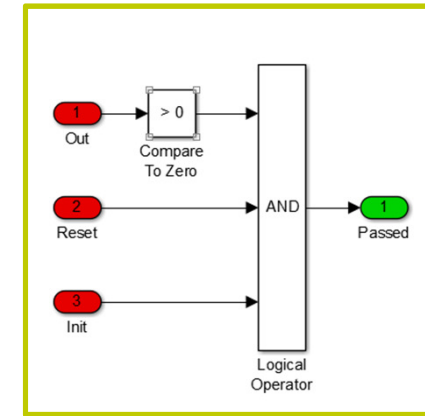 1
Out
> 0
Compare
To Zero
2
Reset
AND
1
Passed
3
Init
Logical
Operator